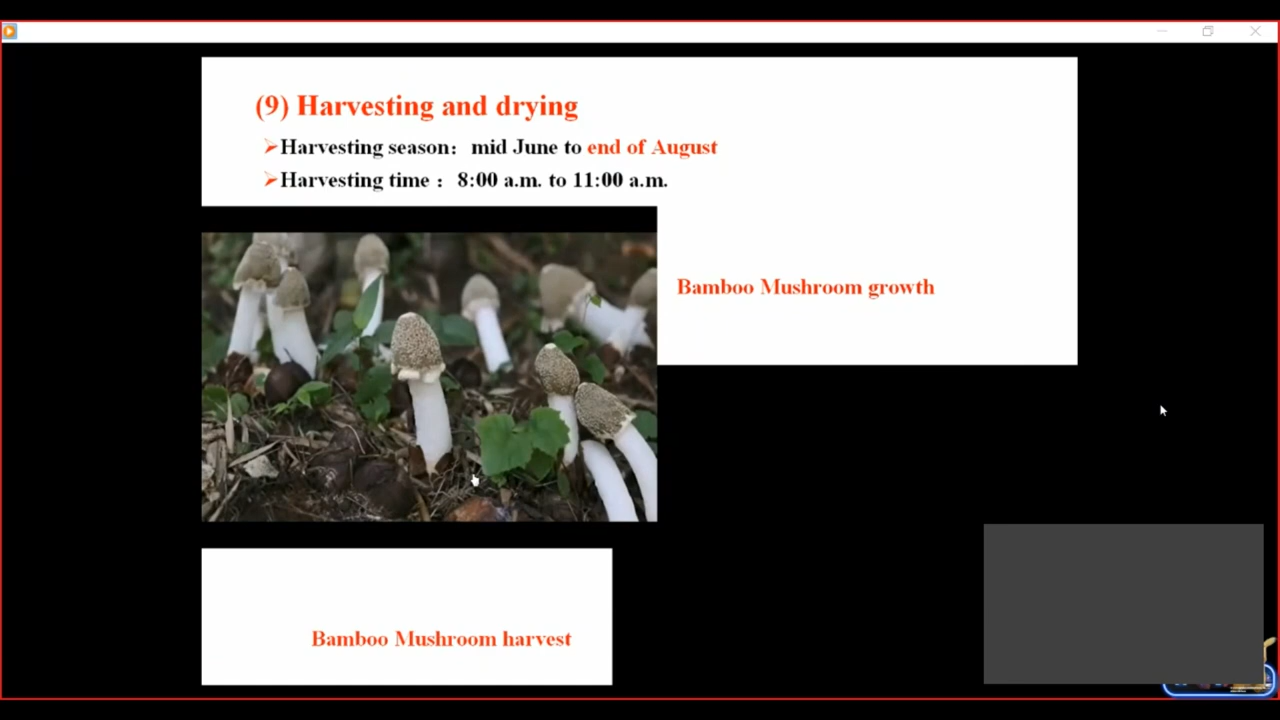 (9) Harvesting and drying
➢Harvesting season： mid June to end of August
➢Harvesting time： 8:00 a.m. to 11:00 a.m.
Bamboo Mushroom growth
Bamboo Mushroom harvest